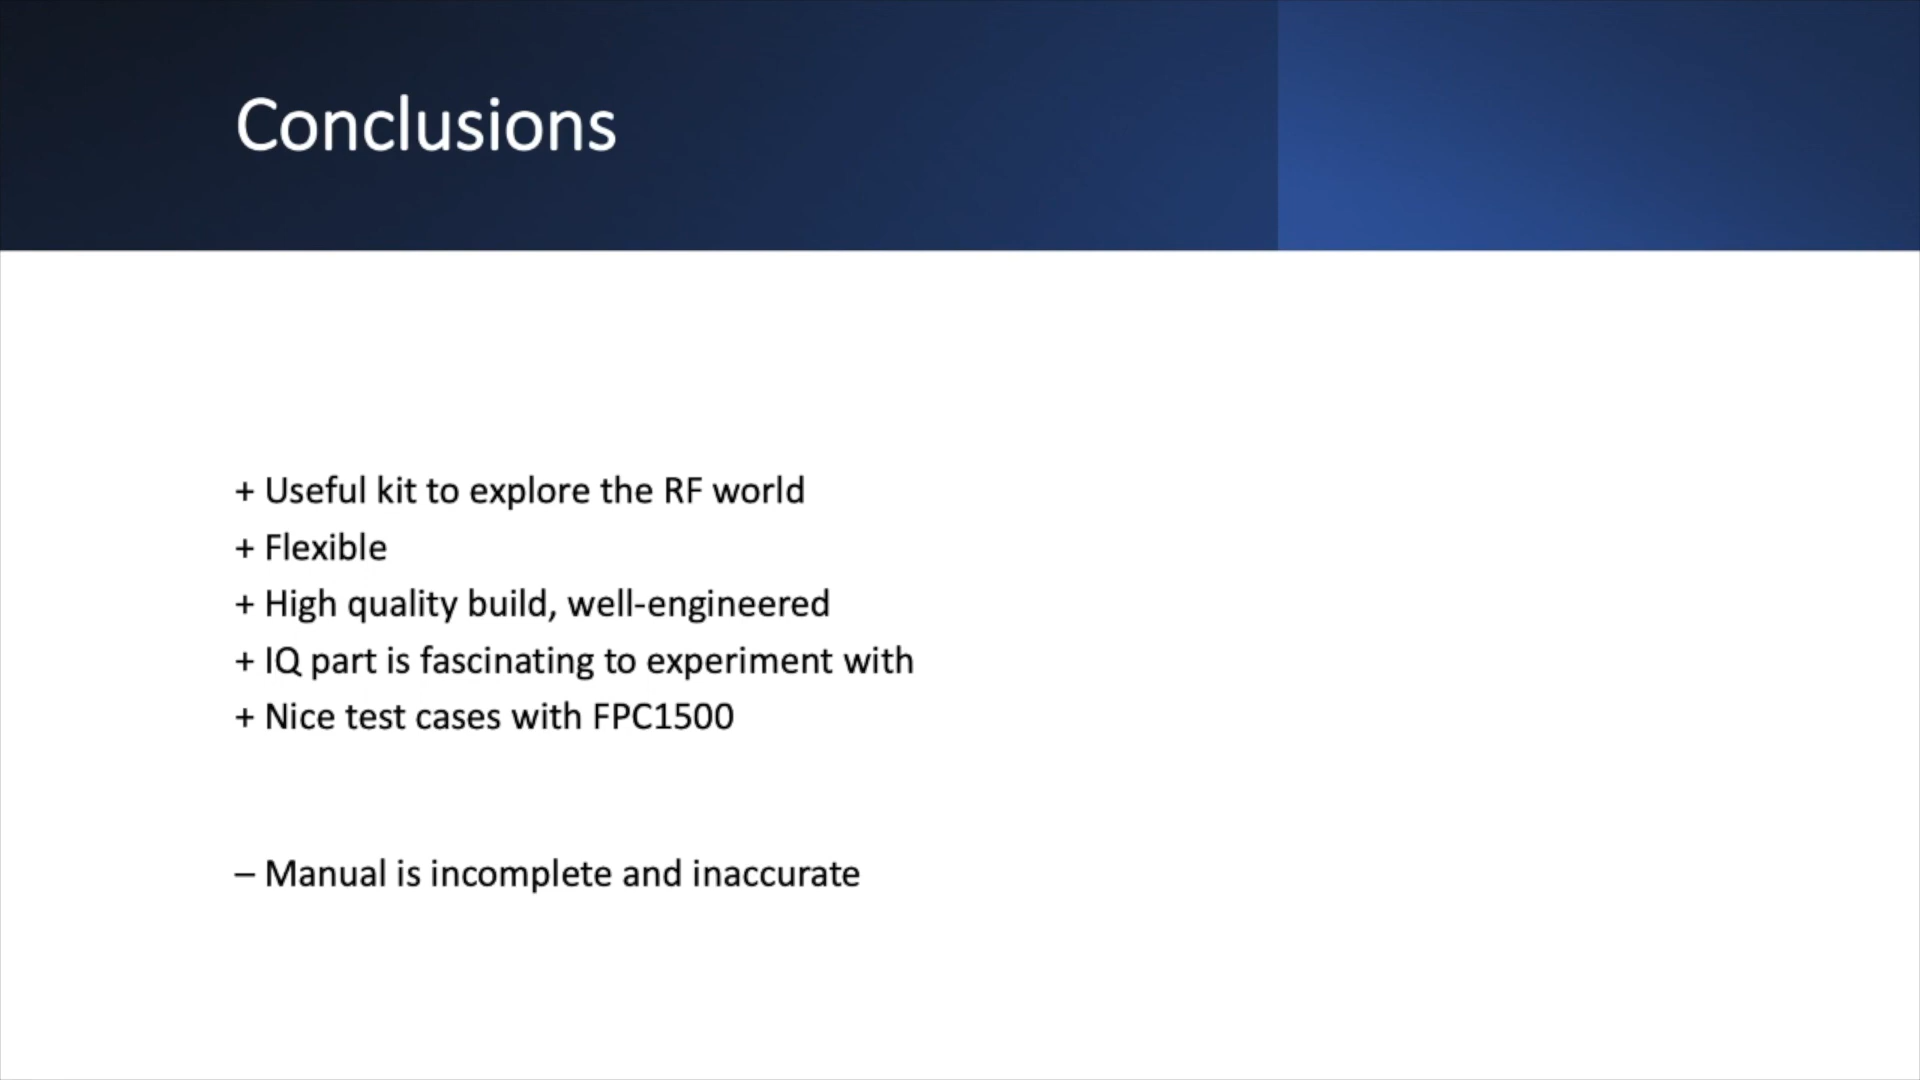 Conclusions
+ Useful kit to explore the RF world
+ Flexible
+ High quality build, well-engineered
+ IQ part is fascinating to experiment with
+ Nice test cases with FPC1500
– Manual is incomplete and inaccurate